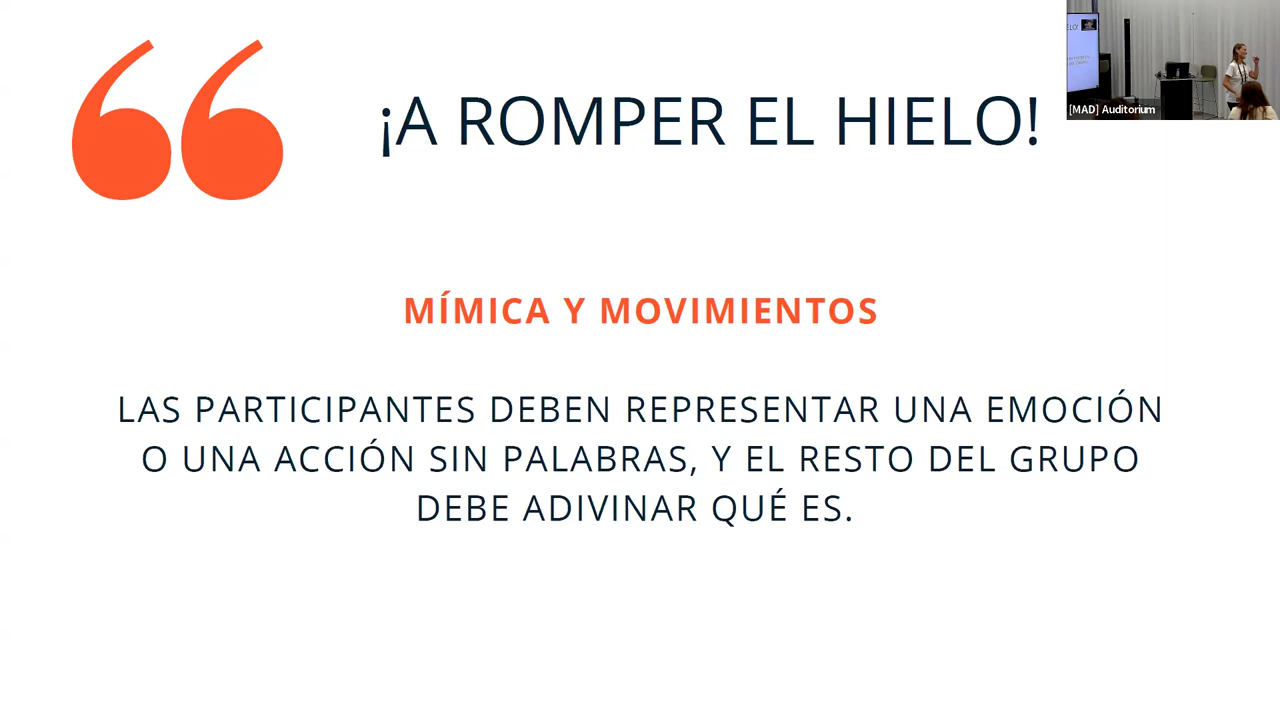 ¡A ROMPER EL HIELO!
[MAD] Auditorium
MÍMICA Y MOVIMIENTOS
LAS PARTICIPANTES DEBEN REPRESENTAR UNA EMOCIÓN
O UNA ACCIÓN SIN PALABRAS, Y EL RESTO DEL GRUPO
DEBE ADIVINAR QUÉ ES.